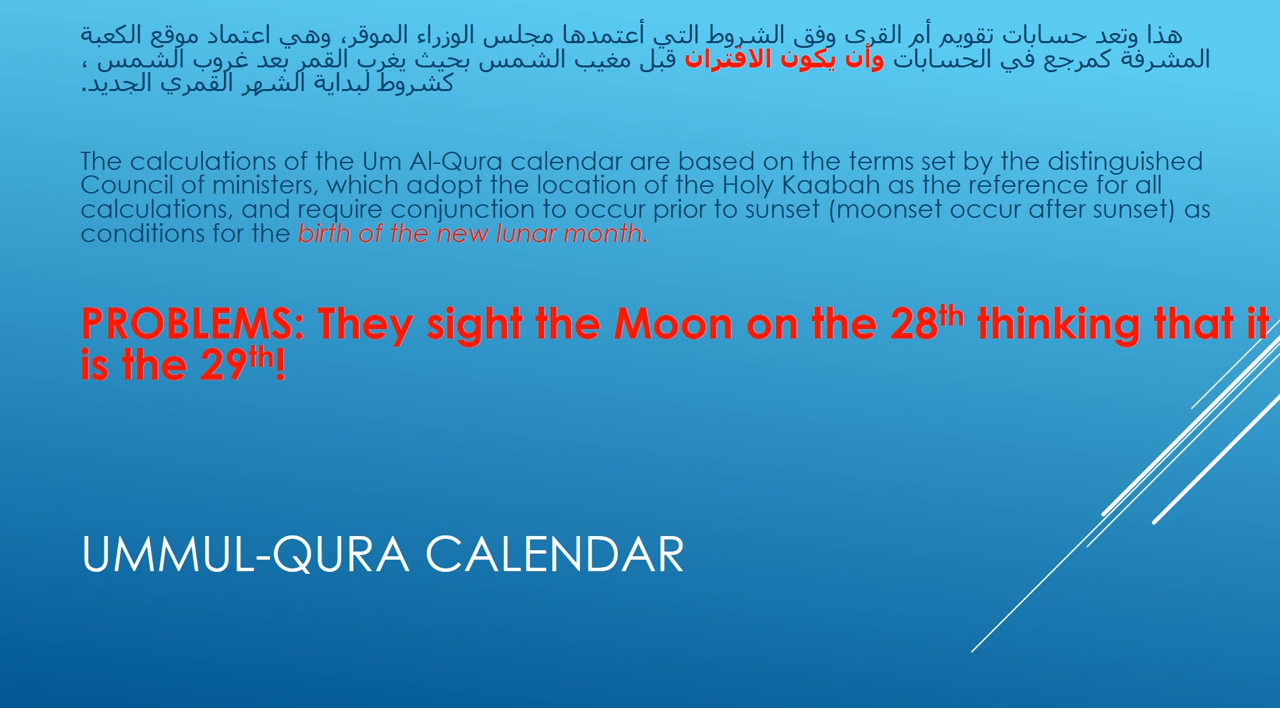 هذا وتعد حسابات تقويم أم القرى وفق الشروط التي أعتمدها مجلس الوزراء الموقر، وهي اعتماد موقع الكعبة
المشرفة كمرجع في الحسابات وأن يكون الاقتران قبل مغيب الشمس بحيث يغرب القمر بعد غروب الشمس ،
كشروط لبداية الشهر القمري الجديد.
The calculations of the Um Al-Qura calendar are based on the terms set by the distinguished
Council of ministers, which adopt the location of the Holy Kaabah as the reference for all
calculations, and require conjunction to occur prior to sunset (moonset occur after sunset) as
conditions for the birth of the new lunar month.
PROBLEMS: They sight the Moon on the 28th thinking that it
is the 29th!
UMMUL-QURA CALENDAR